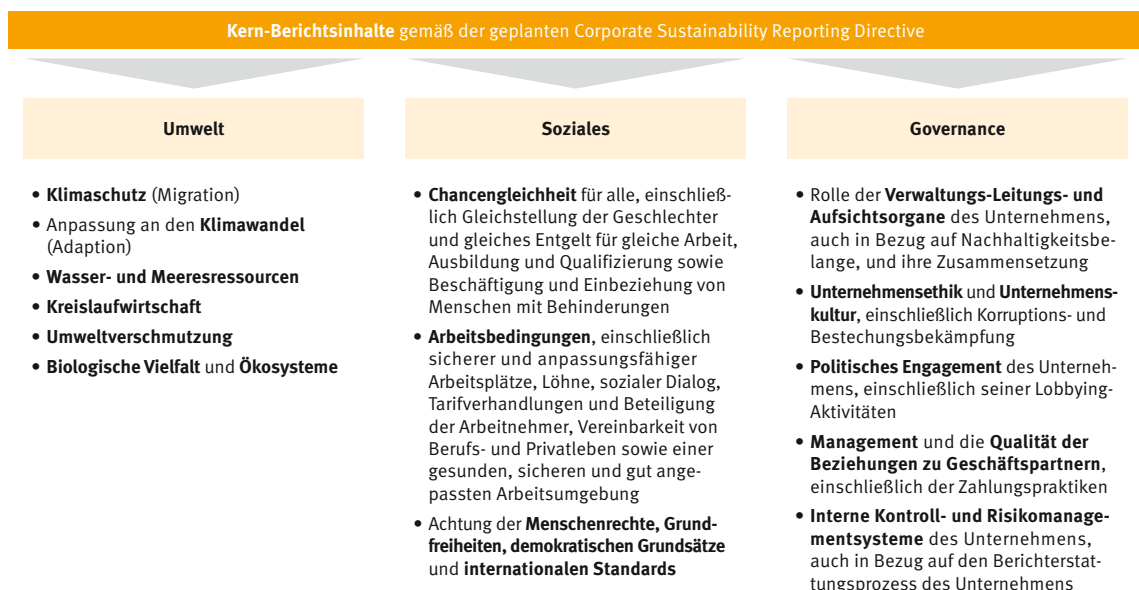 Kern-Berichtsinhalte gemäß der geplanten Corporate Sustainability Reporting Directive
Umwelt
• Klimaschutz (Migration)
• Anpassung an den Klimawandel
(Adaption)
• Wasser- und Meeresressourcen
• Kreislaufwirtschaft
• Umweltverschmutzung
• Biologische Vielfalt und Ökosysteme
Soziales
• Chancengleichheit für alle, einschließ-
lich Gleichstellung der Geschlechter
und gleiches Entgelt für gleiche Arbeit,
Ausbildung und Qualifizierung sowie
Beschäftigung und Einbeziehung von
Menschen mit Behinderungen
• Arbeitsbedingungen, einschließlich
sicherer und anpassungsfähiger
Arbeitsplätze, Löhne, sozialer Dialog,
Tarifverhandlungen und Beteiligung
der Arbeitnehmer, Vereinbarkeit von
Berufs- und Privatleben sowie einer
gesunden, sicheren und gut ange-
passten Arbeitsumgebung
• Achtung der Menschenrechte, Grund-
freiheiten, demokratischen Grundsätze
und internationalen Standards
Governance
• Rolle der Verwaltungs-Leitungs- und
Aufsichtsorgane des Unternehmens,
auch in Bezug auf Nachhaltigkeitsbe-
lange, und ihre Zusammensetzung
• Unternehmensethik und Unternehmens-
kultur, einschließlich Korruptions- und
Bestechungsbekämpfung
• Politisches Engagement des Unterneh-
mens, einschließlich seiner Lobbying-
Aktivitäten
• Management und die Qualität der
Beziehungen zu Geschäftspartnern,
einschließlich der Zahlungspraktiken
• Interne Kontroll- und Risikomanage-
mentsysteme des Unternehmens,
auch in Bezug auf den Berichterstat-
tungsprozess des Unternehmens